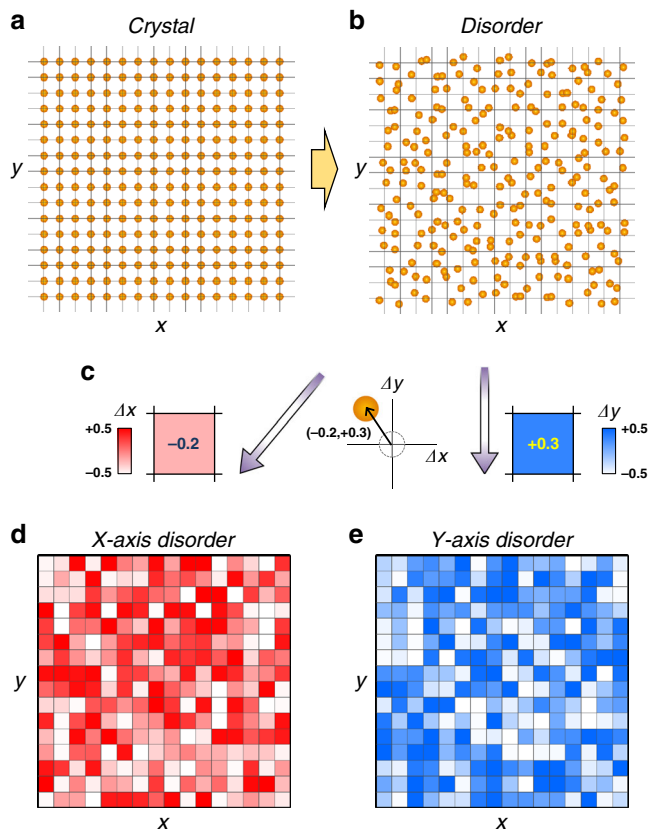 a
Crystal
b
Disorder
y
y
x
x
c
Δx
+0.5
−0.5
−0.2
Δy
(−0.2,+0.3)
Δx
+0.3
Δy
+0.5
−0.5
d
X-axis disorder
e
Y-axis disorder
y
y
x
x